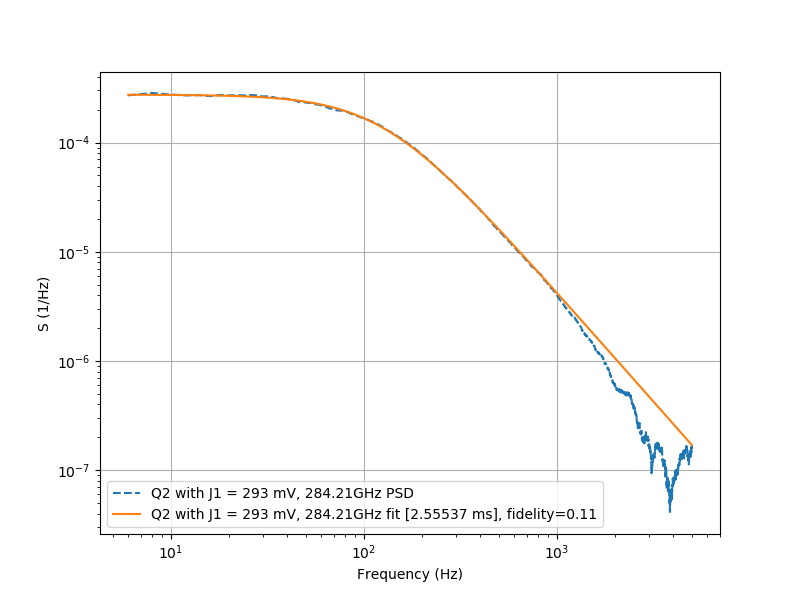 10⁻⁴
10⁻⁵
10⁻⁶
10⁻⁷
S (1/Hz)
Q2 with J1 = 293 mV, 284.21GHz PSD
Q2 with J1 = 293 mV, 284.21GHz fit [2.55537 ms], fidelity=0.11
10¹ 10² 10³
Frequency (Hz)